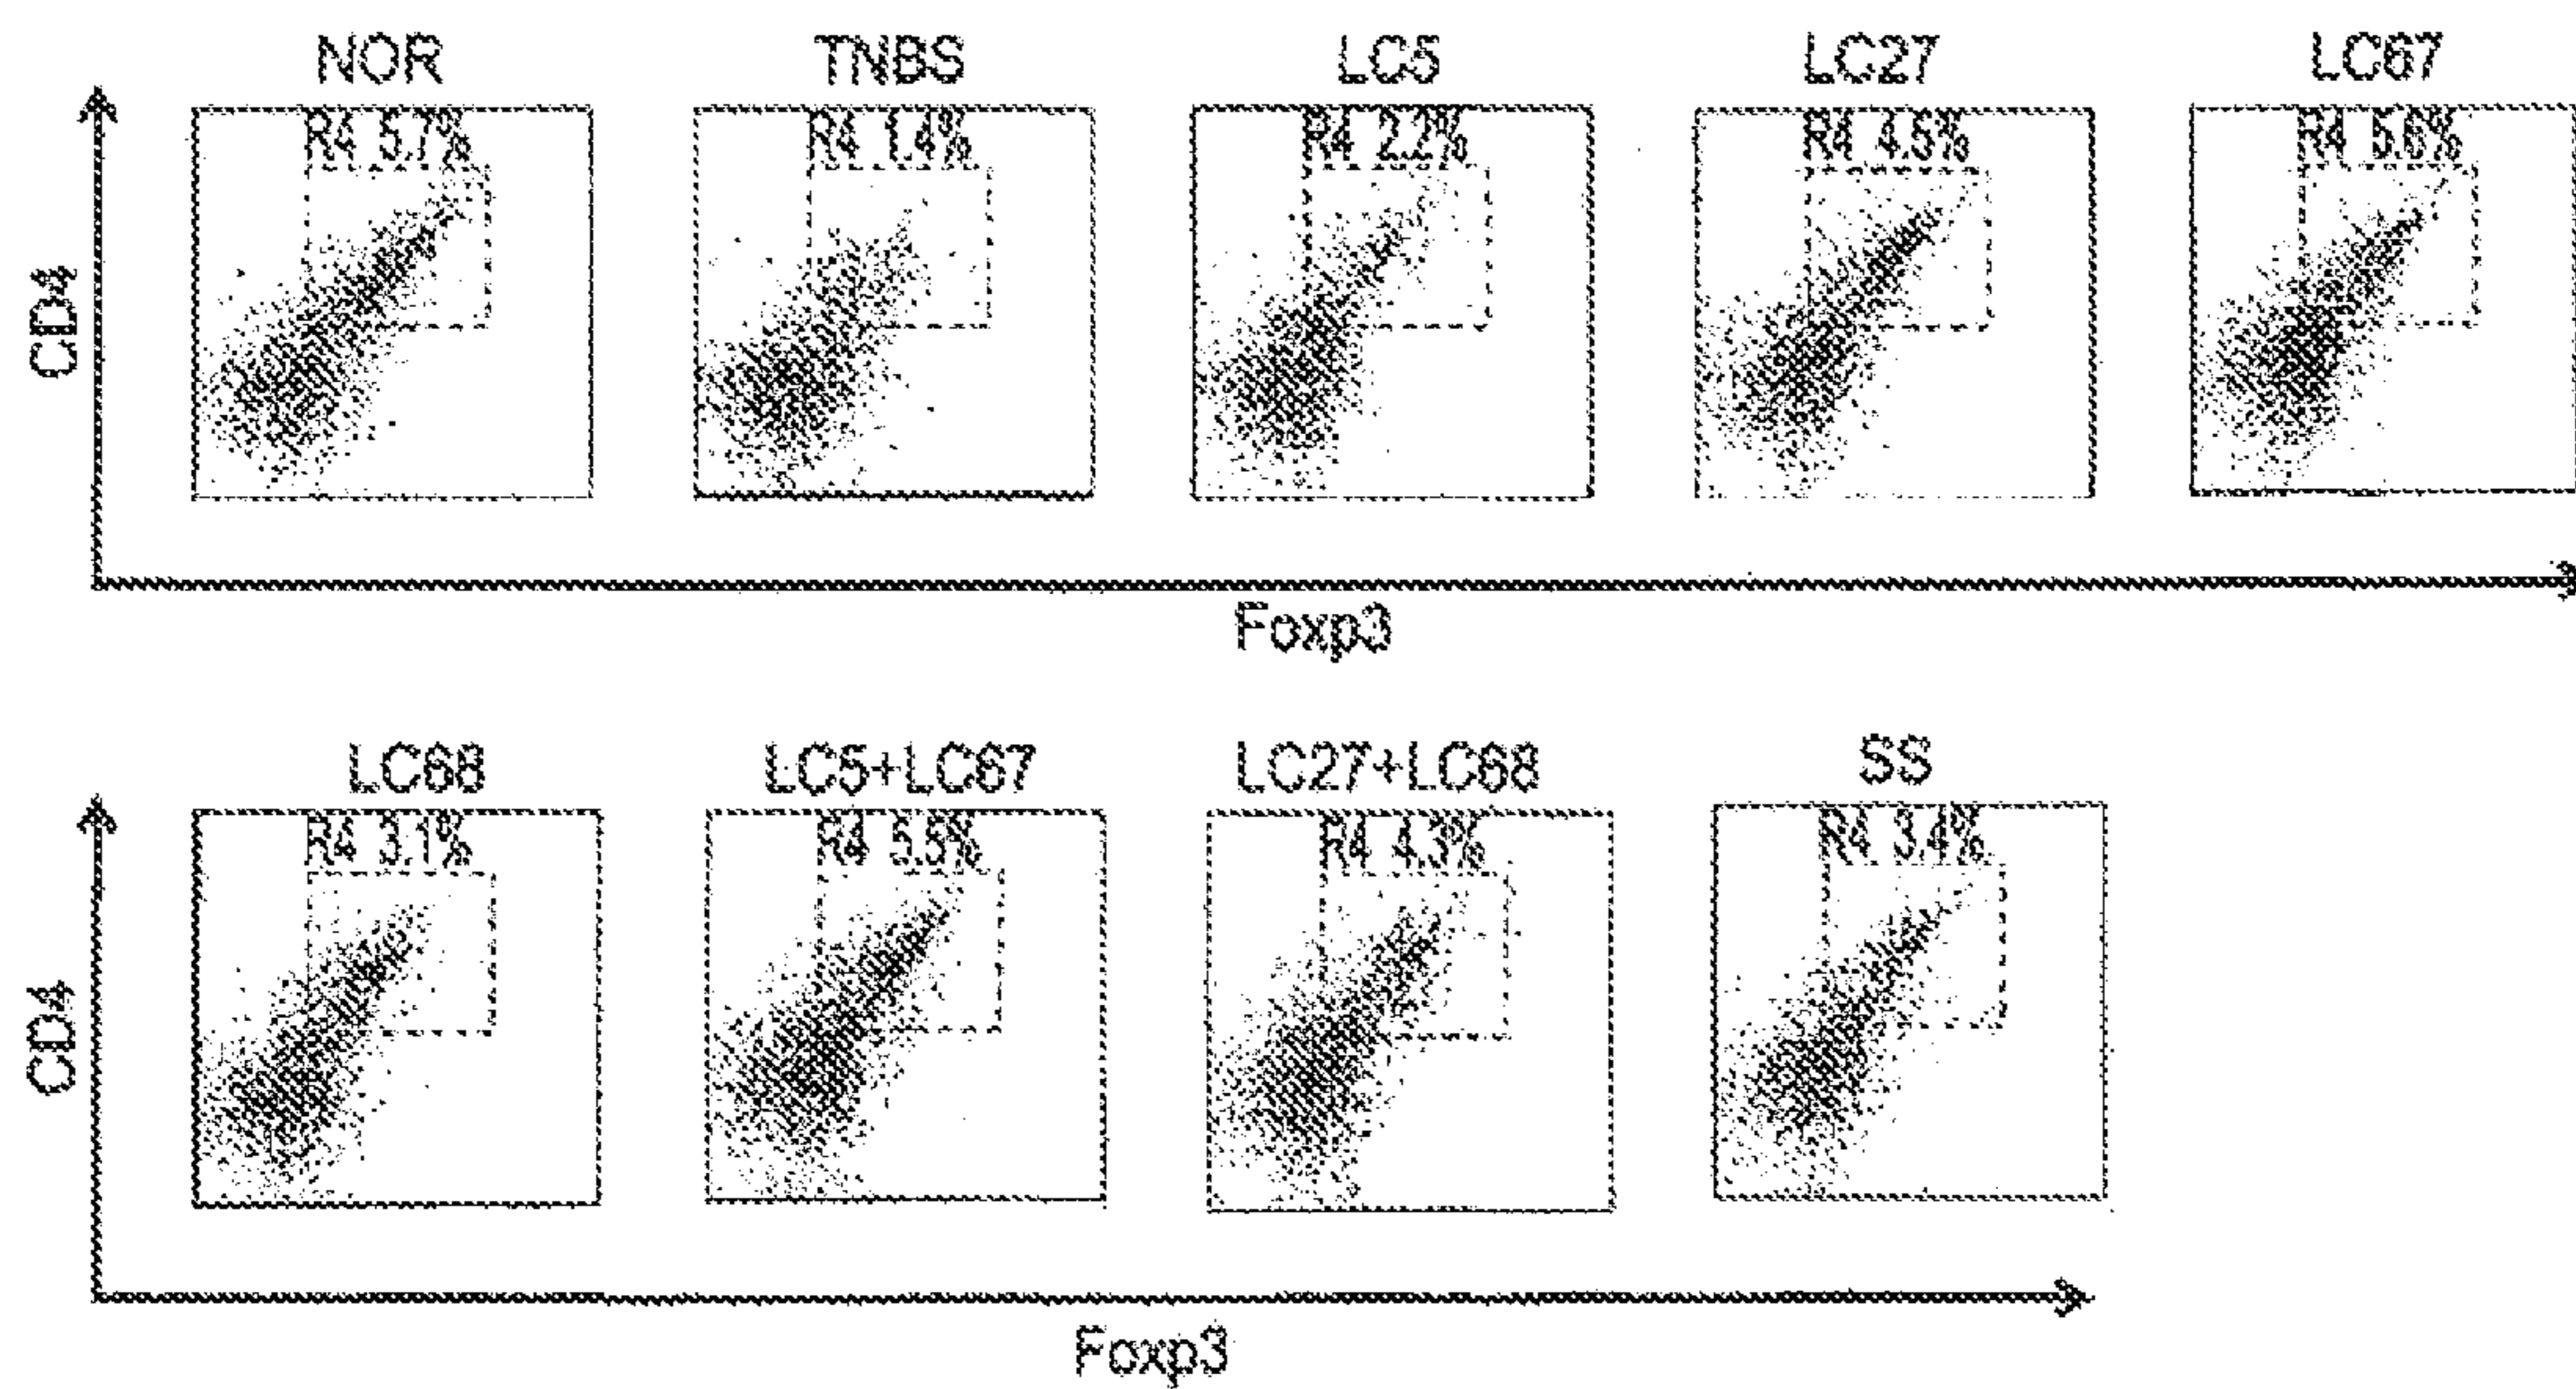 NOR TNBS LC5 LC27 LC67
R4 5.7% R4 1.4% R4 2.2% R4 4.5% R4 5.6%
CD4
Foxp3
LC68 LC5+LC67 LC27+LC68 SS
R4 3.1% R4 5.5% R4 4.3% R4 3.4%
CD4
Foxp3